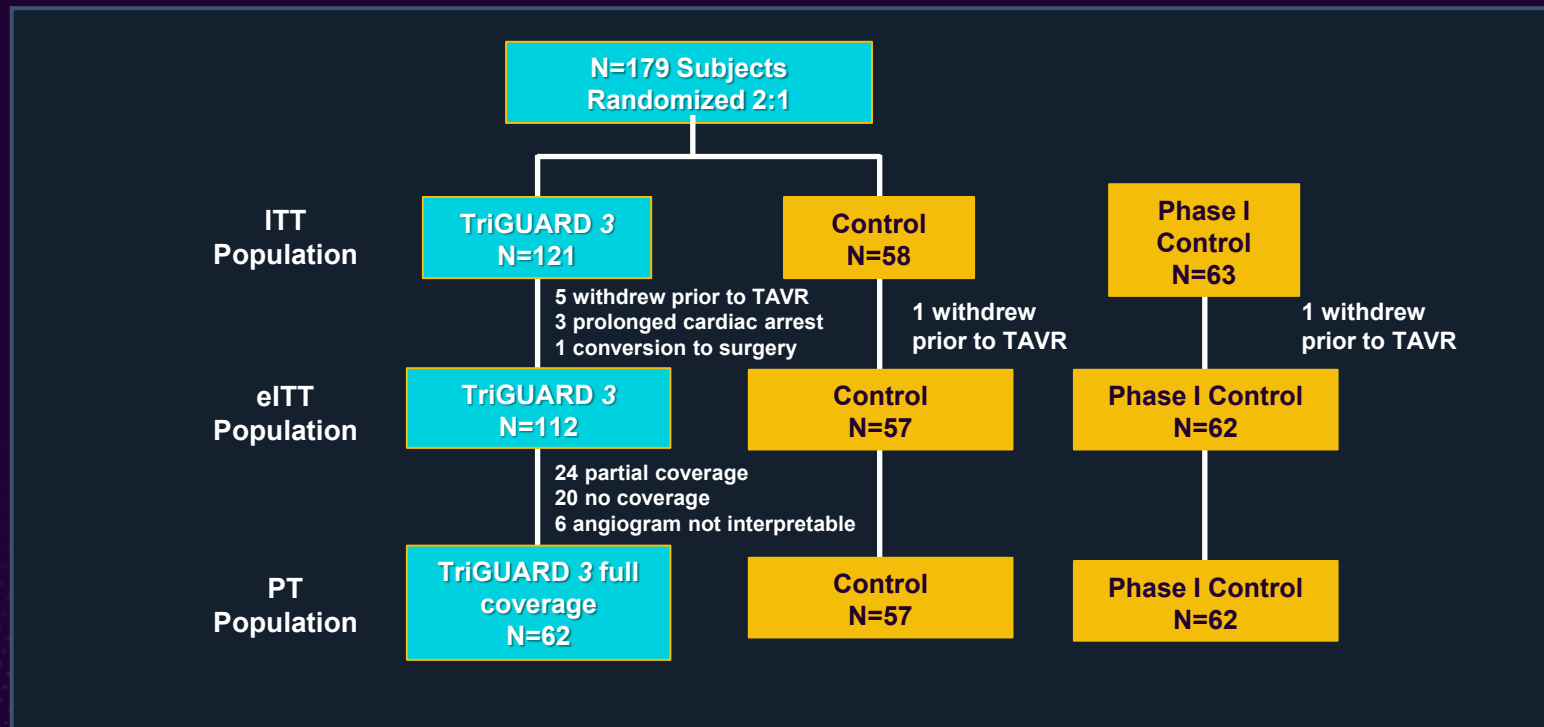 N=179 Subjects
Randomized 2:1
ITT
Population
TriGUARD 3
N=121
Control
N=58
Phase I
Control
N=63
5 withdrew prior to TAVR
3 prolonged cardiac arrest
1 conversion to surgery
1 withdrew
prior to TAVR
1 withdrew
prior to TAVR
eITT
Population
TriGUARD 3
N=112
Control
N=57
Phase I Control
N=62
24 partial coverage
20 no coverage
6 angiogram not interpretable
PT
Population
TriGUARD 3 full
coverage
N=62
Control
N=57
Phase I Control
N=62